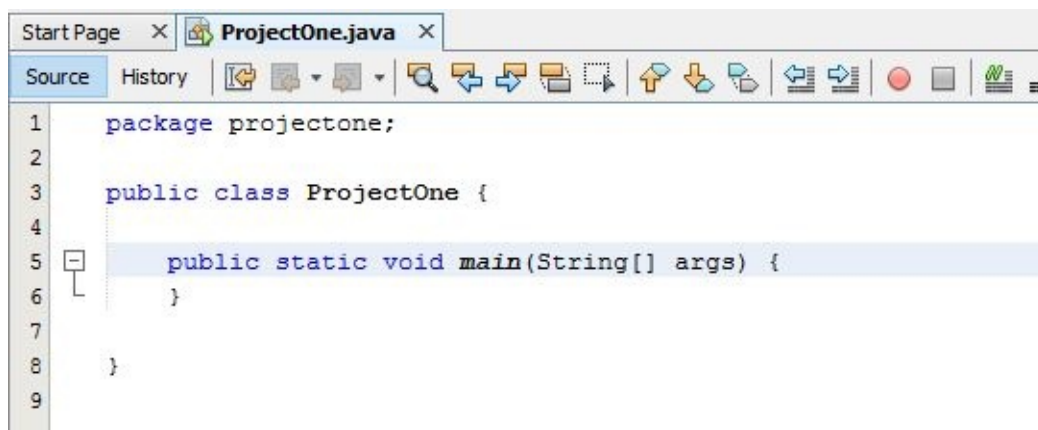 Start Page ProjectOne.java
Source History
1 package projectone;
2
3 public class ProjectOne {
4
5 public static void main(String[] args) {
6 }
7
8 }
9